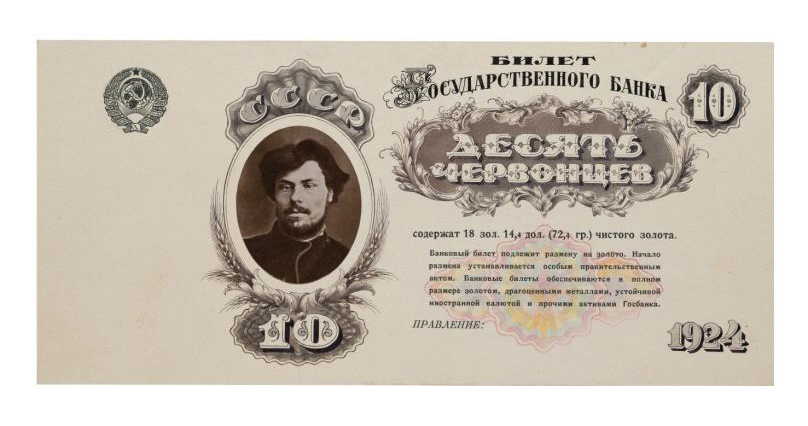 СССР
10
БИЛЕТ
ГОСУДАРСТВЕННОГО БАНКА
10
ДЕСЯТЬ
ЧЕРВОНЦЕВ
содержат 18 зол. 14,4 дол. (77,4 гр.) чистого золота.
Банковый билет подлежит размену на золото. Начало
размена устанавливается особым правительственным
актом. Банковые билеты обеспечиваются в полном
размере золотом, драгоценными металлами, устойчивой
иностранной валютой и прочими активами Госбанка.
ПРАВЛЕНИЕ:
1924